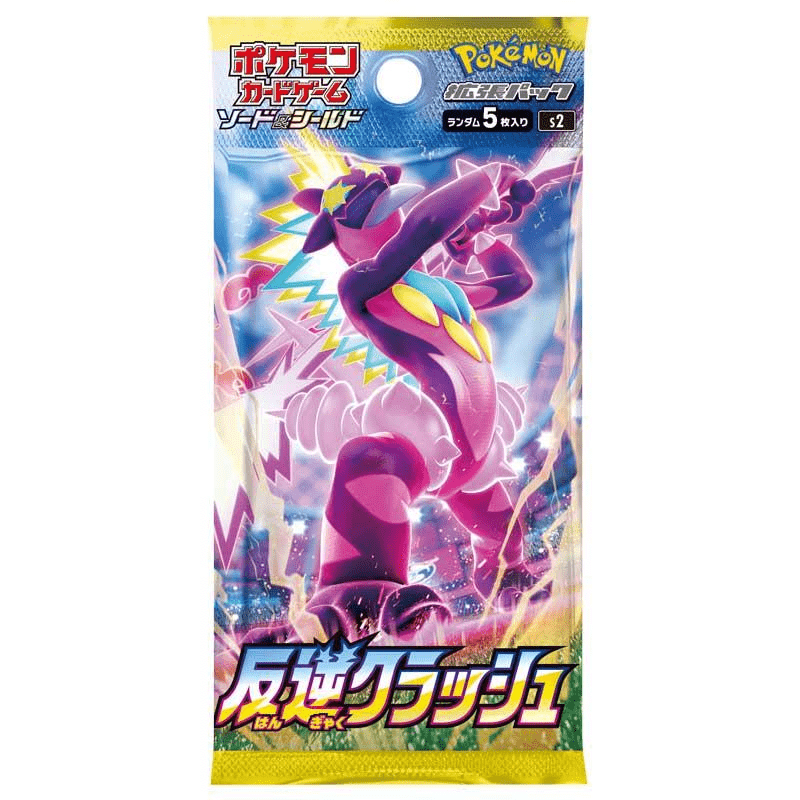 ポケモン
カードゲーム
ソード&シールド
POKéMON
拡張パック
ランダム5枚入り
S2
反逆クラッシュ
はんぎゃく